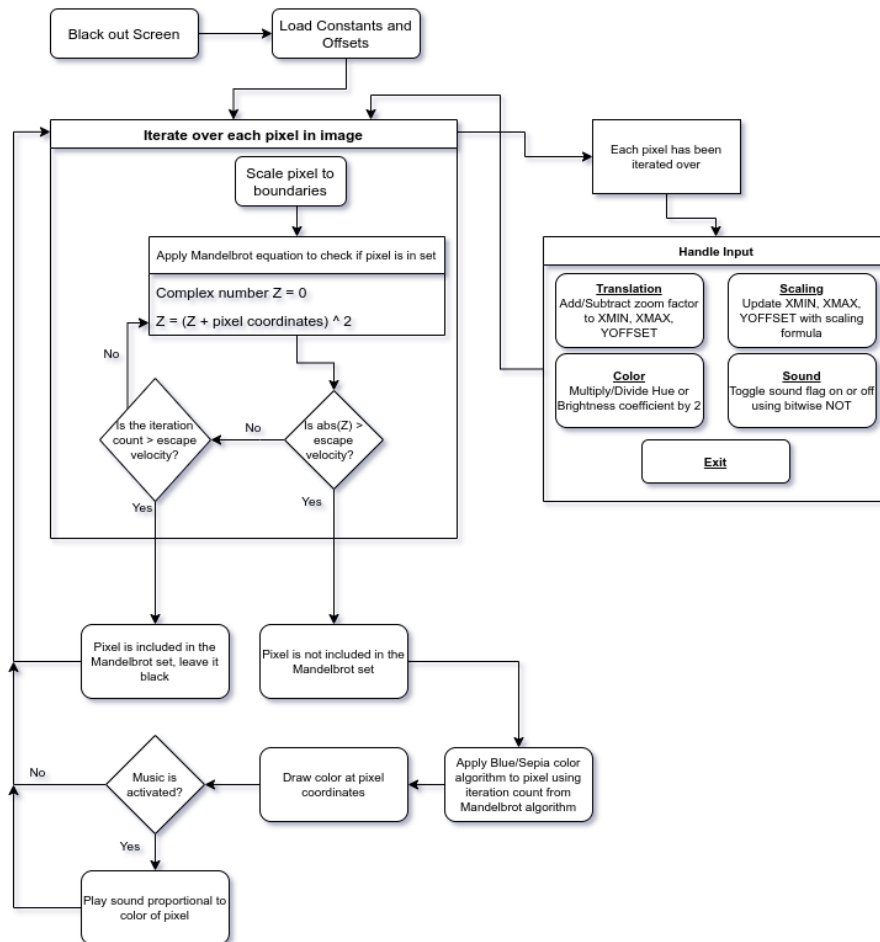 Black out Screen
Load Constants and
Offsets
Iterate over each pixel in image
Scale pixel to
boundaries
Apply Mandelbrot equation to check if pixel is in set
Complex number Z = 0
Z = (Z + pixel coordinates) ^ 2
No
Is the iteration
count > escape
velocity?
No
Is abs(Z) >
escape
velocity?
Yes
Yes
Each pixel has been
iterated over
Handle Input
Translation
Add/Subtract zoom factor
to XMIN, XMAX,
YOFFSET
Scaling
Update XMIN, XMAX,
YOFFSET with scaling
formula
Color
Multiply/Divide Hue or
Brightness coefficient by 2
Sound
Toggle sound flag on or off
using bitwise NOT
Exit
Pixel is included in the
Mandelbrot set, leave it
black
Pixel is not included in the
Mandelbrot set
No
Music is
activated?
Draw color at pixel
coordinates
Apply Blue/Sepia color
algorithm to pixel using
iteration count from
Mandelbrot algorithm
Yes
Play sound proportional to
color of pixel